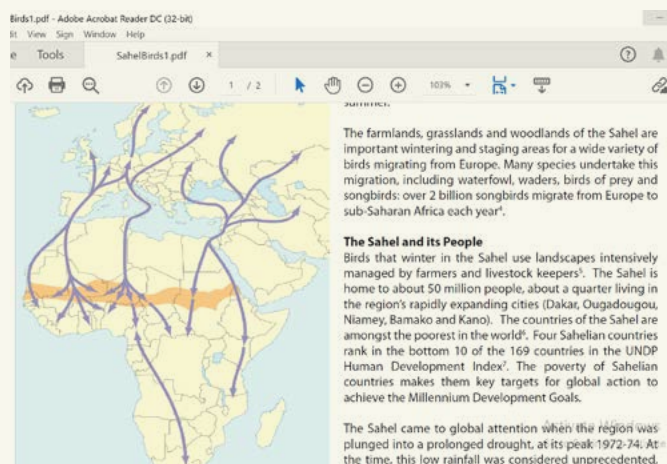 Birds1.pdf - Adobe Acrobat Reader DC (32-bit)
View Sign Window Help
Tools
SahelBirds1.pdf ×
1 / 2
103%
summer.
The farmlands, grasslands and woodlands of the Sahel are
important wintering and staging areas for a wide variety of
birds migrating from Europe. Many species undertake this
migration, including waterfowl, waders, birds of prey and
songbirds: over 2 billion songbirds migrate from Europe to
sub-Saharan Africa each year⁴.
The Sahel and its People
Birds that winter in the Sahel use landscapes intensively
managed by farmers and livestock keepers⁵. The Sahel is
home to about 50 million people, about a quarter living in
the region's rapidly expanding cities (Dakar, Ougadougou,
Niamey, Bamako and Kano). The countries of the Sahel are
amongst the poorest in the world⁶. Four Sahelian countries
rank in the bottom 10 of the 169 countries in the UNDP
Human Development Index⁷. The poverty of Sahelian
countries makes them key targets for global action to
achieve the Millennium Development Goals.
The Sahel came to global attention when the region was
plunged into a prolonged drought, at its peak 1972-74. At
the time, this low rainfall was considered unprecedented,
Activate Windows